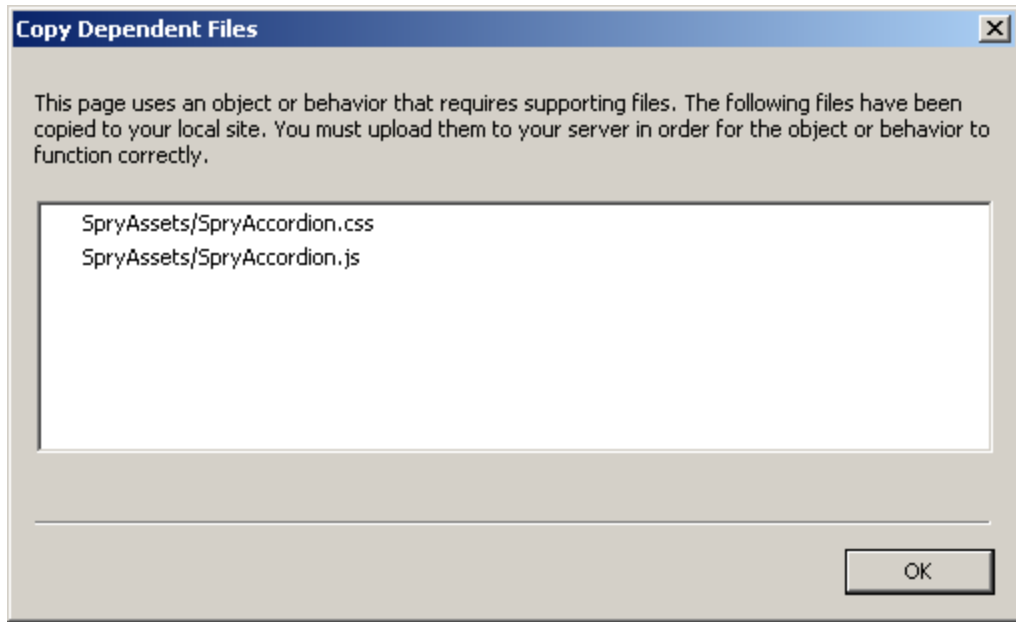 Copy Dependent Files
This page uses an object or behavior that requires supporting files. The following files have been
copied to your local site. You must upload them to your server in order for the object or behavior to
function correctly.
SpryAssets/SpryAccordion.css
SpryAssets/SpryAccordion.js
OK